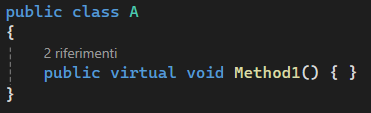 public class A
{
2 riferimenti
public virtual void Method1() { }
}